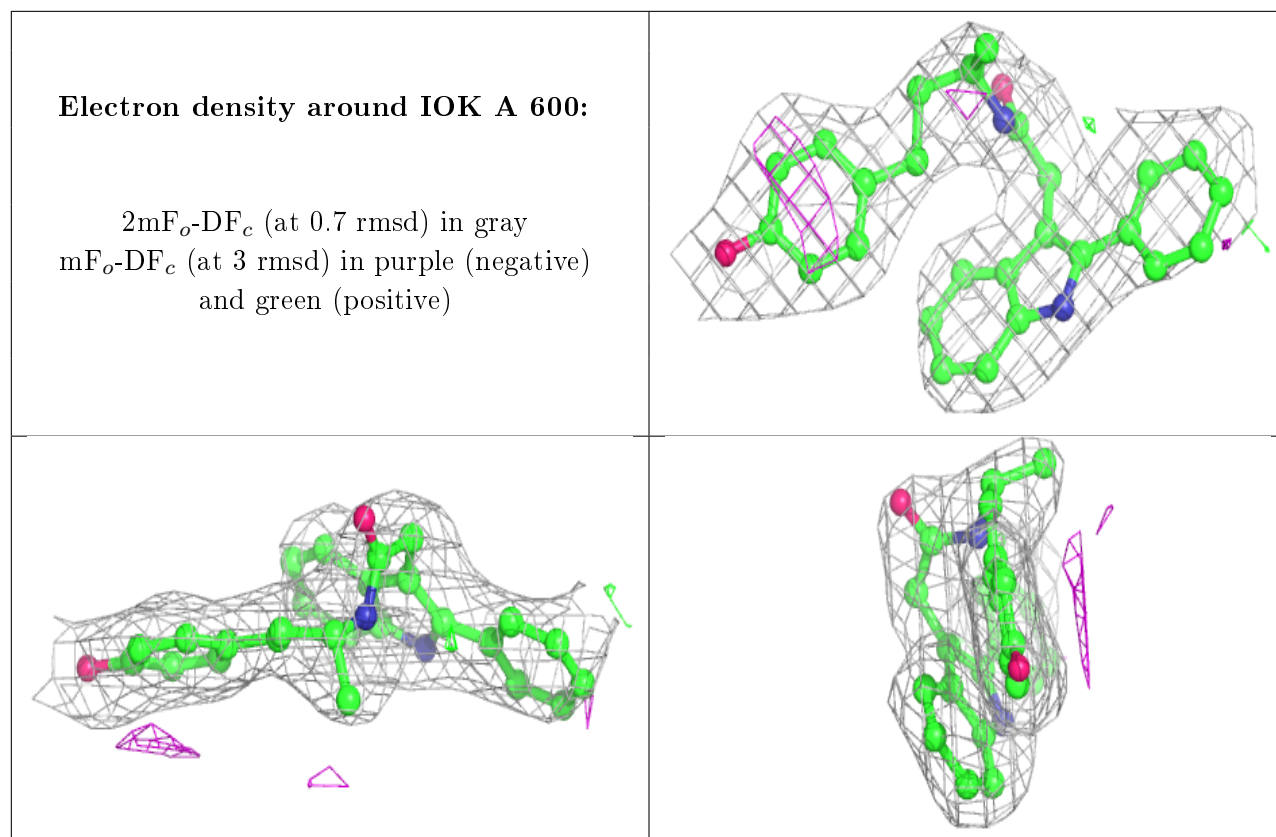 Electron density around IOK A 600:
2mFo-DFc (at 0.7 rmsd) in gray
mFo-DFc (at 3 rmsd) in purple (negative)
and green (positive)